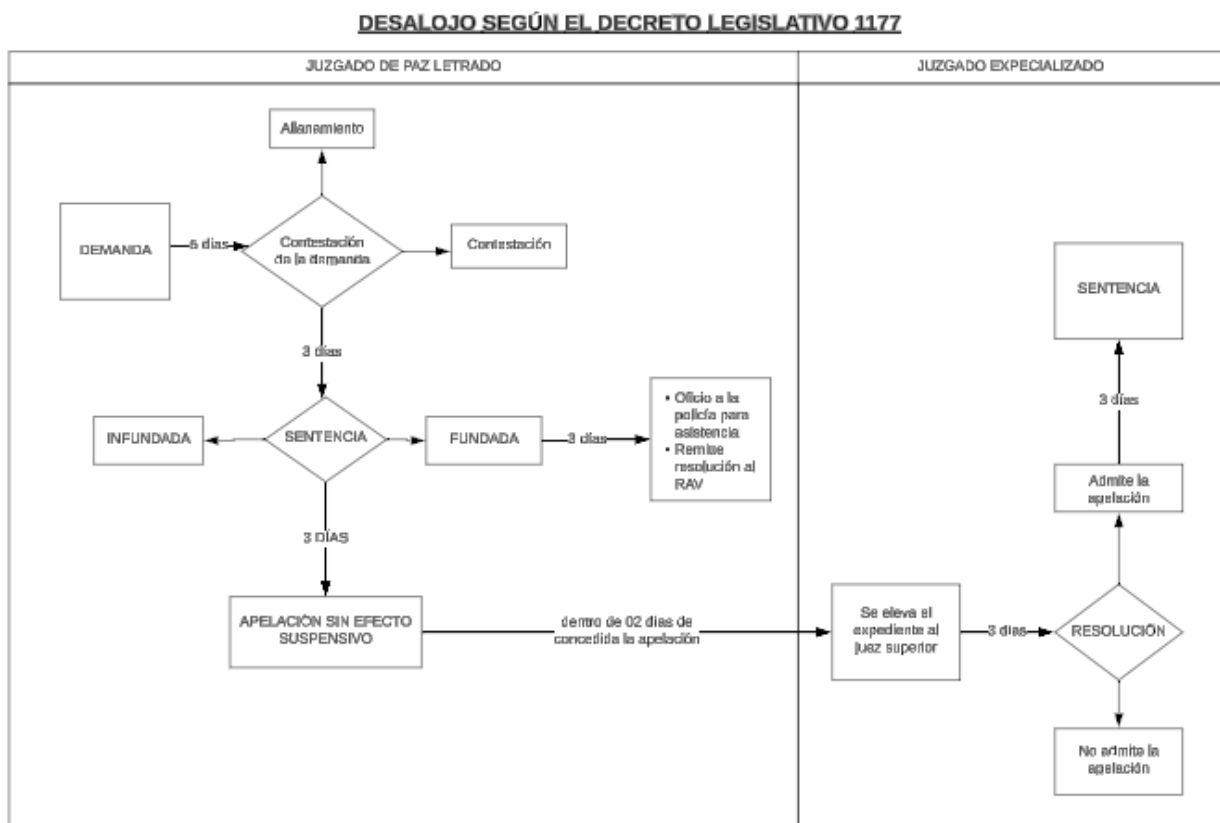 DESALOJO SEGÚN EL DECRETO LEGISLATIVO 1177
JUZGADO DE PAZ LETRADO
JUZGADO EXPECIALIZADO
Allanamiento
DEMANDA
días
Contestación
de la demanda
Contestación
3 días
INFUNDADA
SENTENCIA
FUNDADA
3 días
• Oficio a la
policía para
asistencia
• Remite
resolución al
RAV
3 DÍAS
APELACIÓN SIN EFECTO
SUSPENSIVO
dentro de 02 días de
concedida la apelación
SENTENCIA
3 días
Admite la
apelación
Se eleva el
expediente al
juez superior
3 días
RESOLUCIÓN
No admite la
apelación